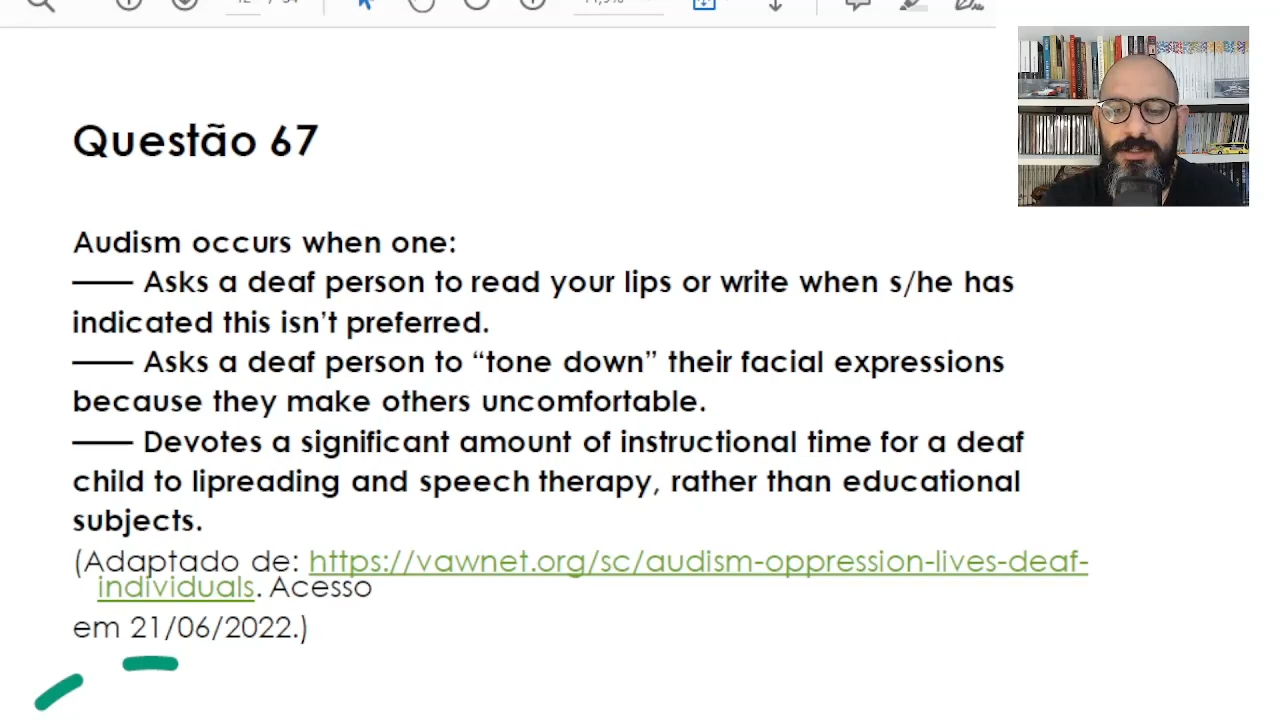 Questão 67
Audism occurs when one:
—— Asks a deaf person to read your lips or write when s/he has
indicated this isn’t preferred.
—— Asks a deaf person to “tone down” their facial expressions
because they make others uncomfortable.
—— Devotes a significant amount of instructional time for a deaf
child to lipreading and speech therapy, rather than educational
subjects.
(Adaptado de: https://vawnet.org/sc/audism-oppression-lives-deaf-
individuals. Acesso
em 21/06/2022.)